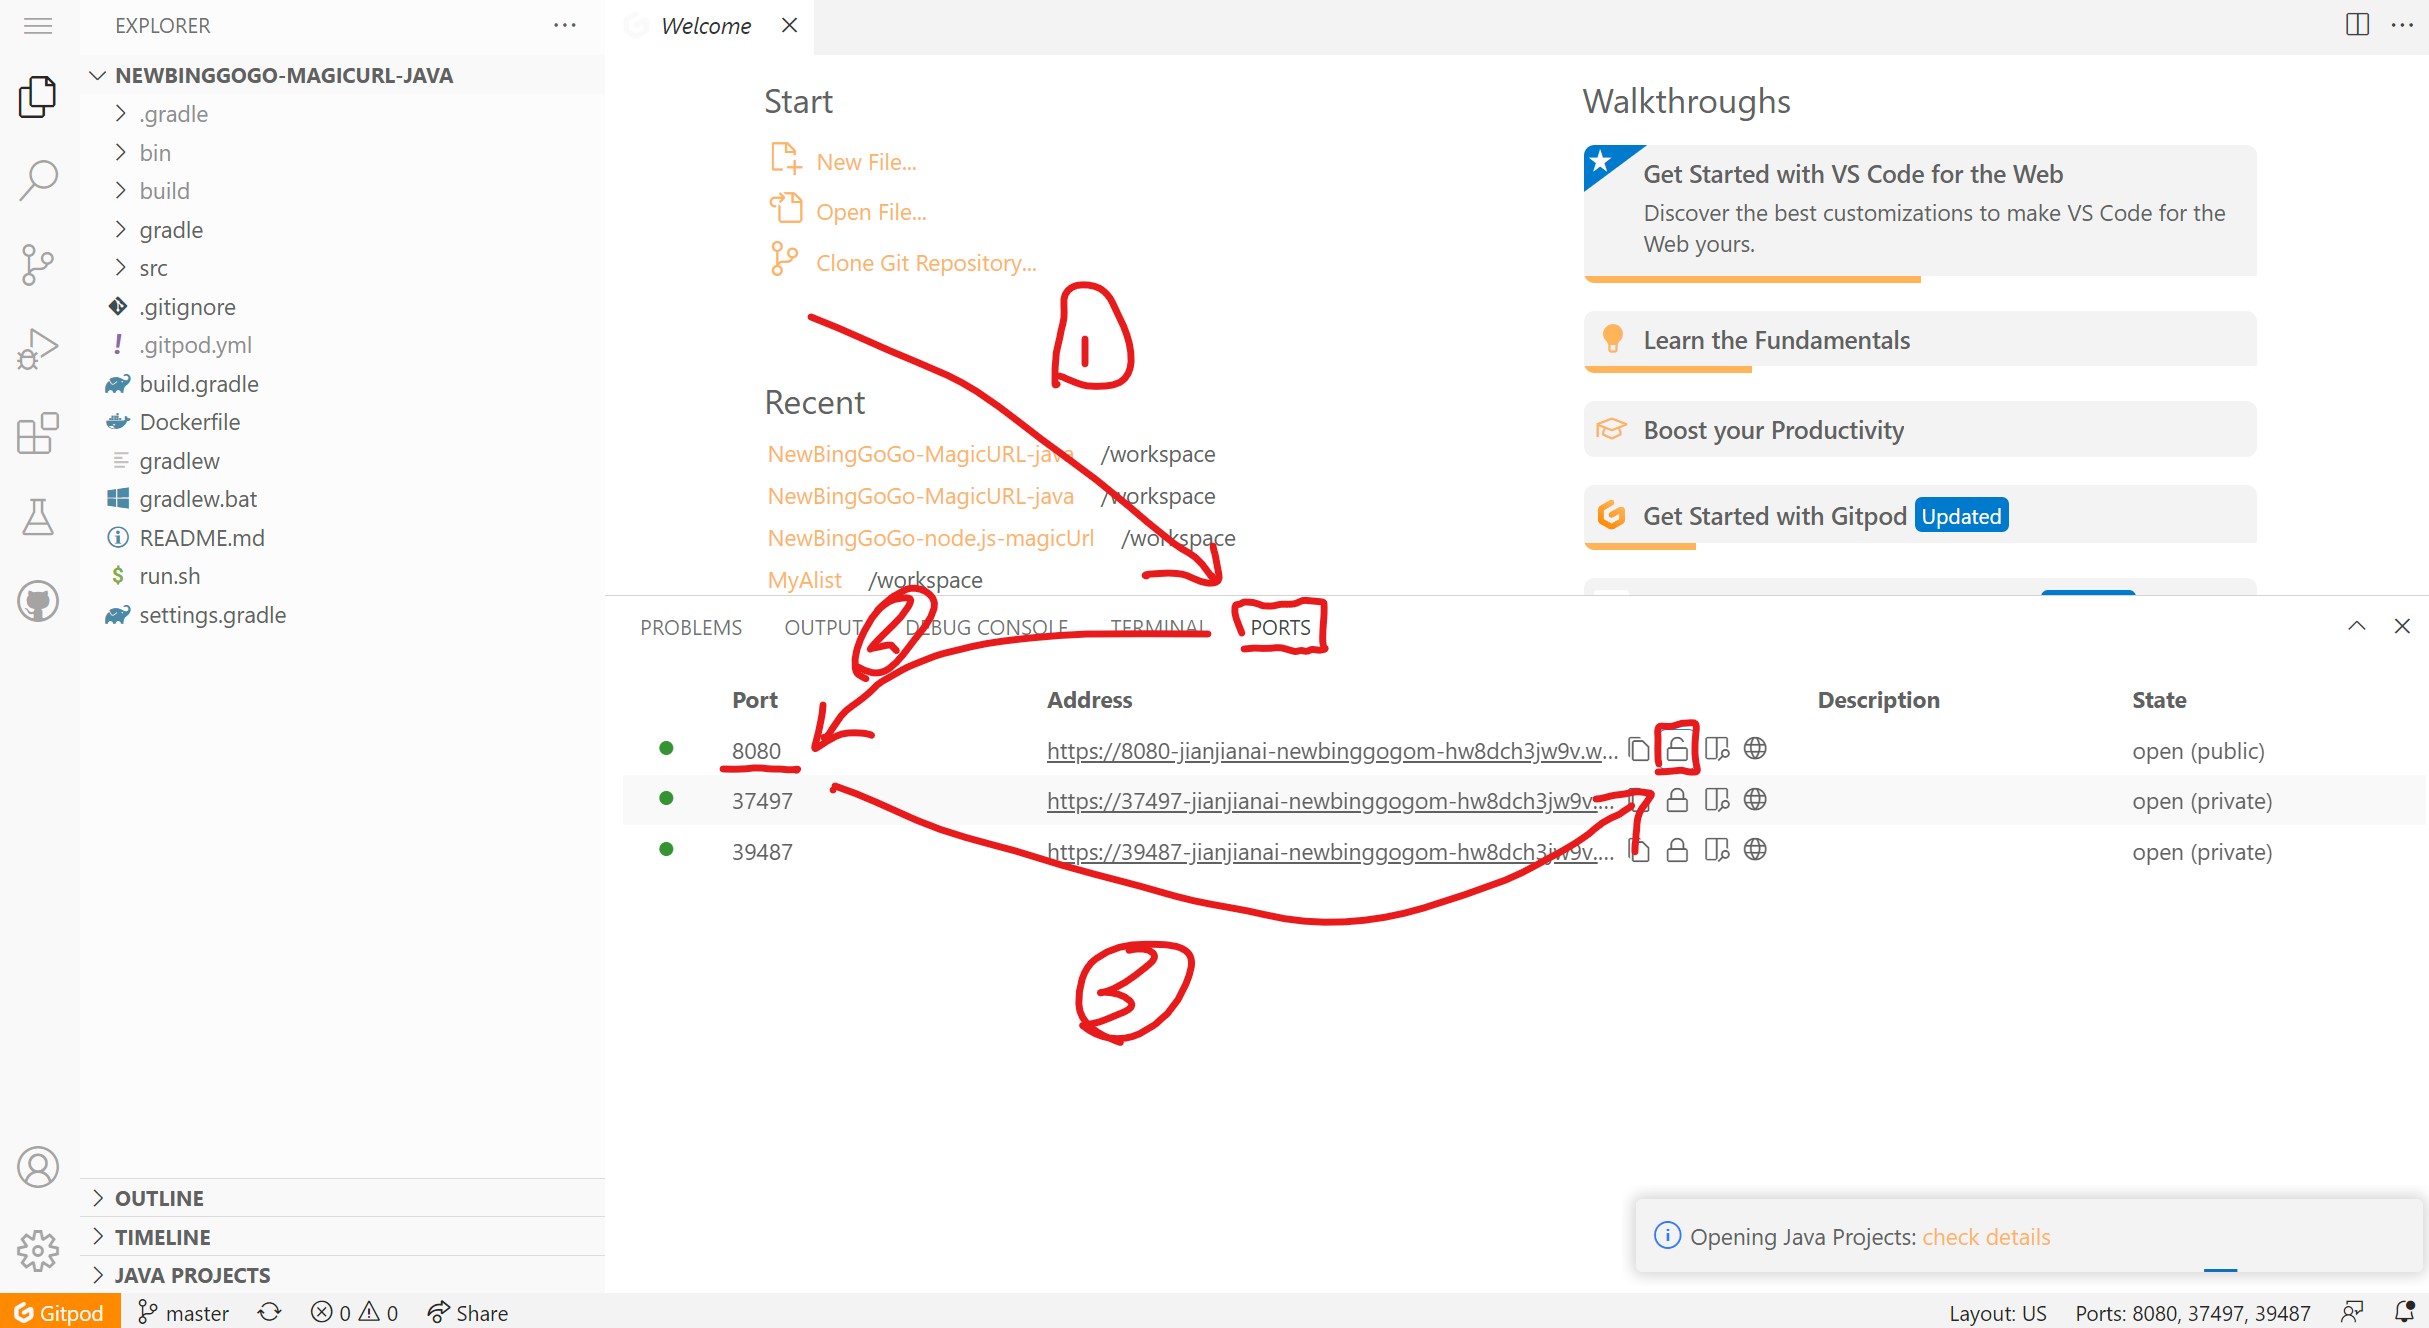 EXPLORER
NEWBINGGOGO-MAGICURL-JAVA
.gradle
bin
build
gradle
src
.gitignore
.gitpod.yml
build.gradle
Dockerfile
gradlew
gradlew.bat
README.md
run.sh
settings.gradle
OUTLINE
TIMELINE
JAVA PROJECTS
Welcome
Start
New File...
Open File...
Clone Git Repository...
1
Recent
NewBingGoGo-MagicURL-java /workspace
NewBingGoGo-MagicURL-java /workspace
NewBingGoGo-node.js-magicUrl /workspace
MyAlist /workspace
Walkthroughs
Get Started with VS Code for the Web
Discover the best customizations to make VS Code for the
Web yours.
Learn the Fundamentals
Boost your Productivity
Get Started with Gitpod Updated
2
PROBLEMS OUTPUT DEBUG CONSOLE TERMINAL PORTS
Port Address Description State
8080 https://8080-jianjianai-newbinggogom-hw8dch3jw9v.w... open (public)
37497 https://37497-jianjianai-newbinggogom-hw8dch3jw9v.... open (private)
39487 https://39487-jianjianai-newbinggogom-hw8dch3jw9v.... open (private)
3
Opening Java Projects: check details
Gitpod master 0 0 Share Layout: US Ports: 8080, 37497, 39487